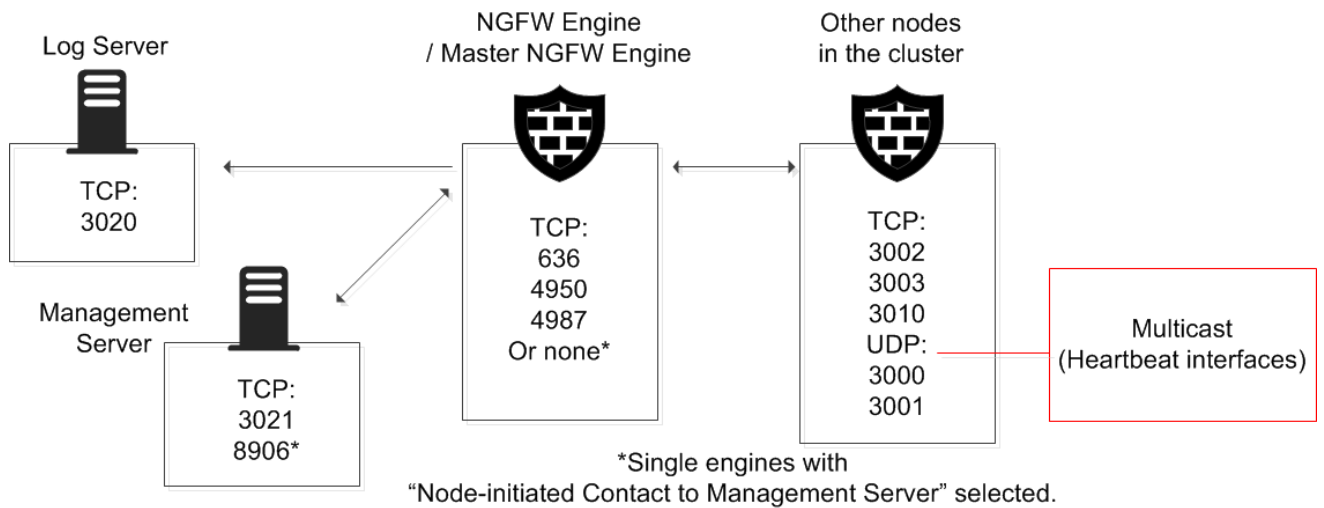 Log Server
TCP:
3020
Management
Server
TCP:
3021
8906*
NGFW Engine
/ Master NGFW Engine
TCP:
636
4950
4987
Or none*
Other nodes
in the cluster
TCP:
3002
3003
3010
UDP:
3000
3001
Multicast
(Heartbeat interfaces)
*Single engines with
“Node-initiated Contact to Management Server” selected.